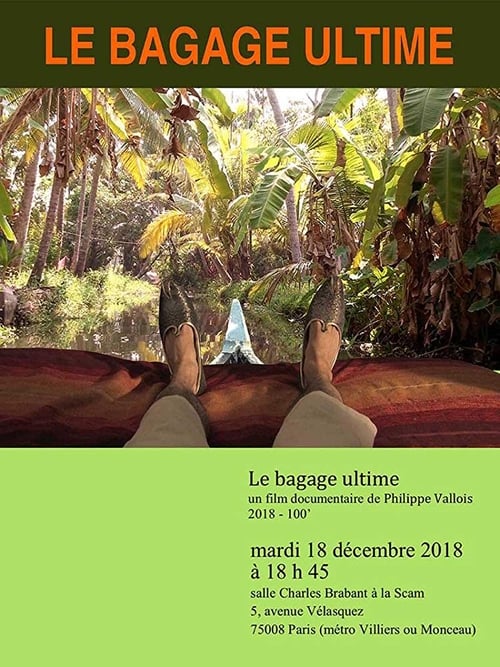 LE BAGAGE ULTIME
Le bagage ultime
un film documentaire de Philippe Vallois
2018 - 100'
mardi 18 décembre 2018
à 18 h 45
salle Charles Brabant à la Scam
5, avenue Vélasquez
75008 Paris (métro Villiers ou Monceau)